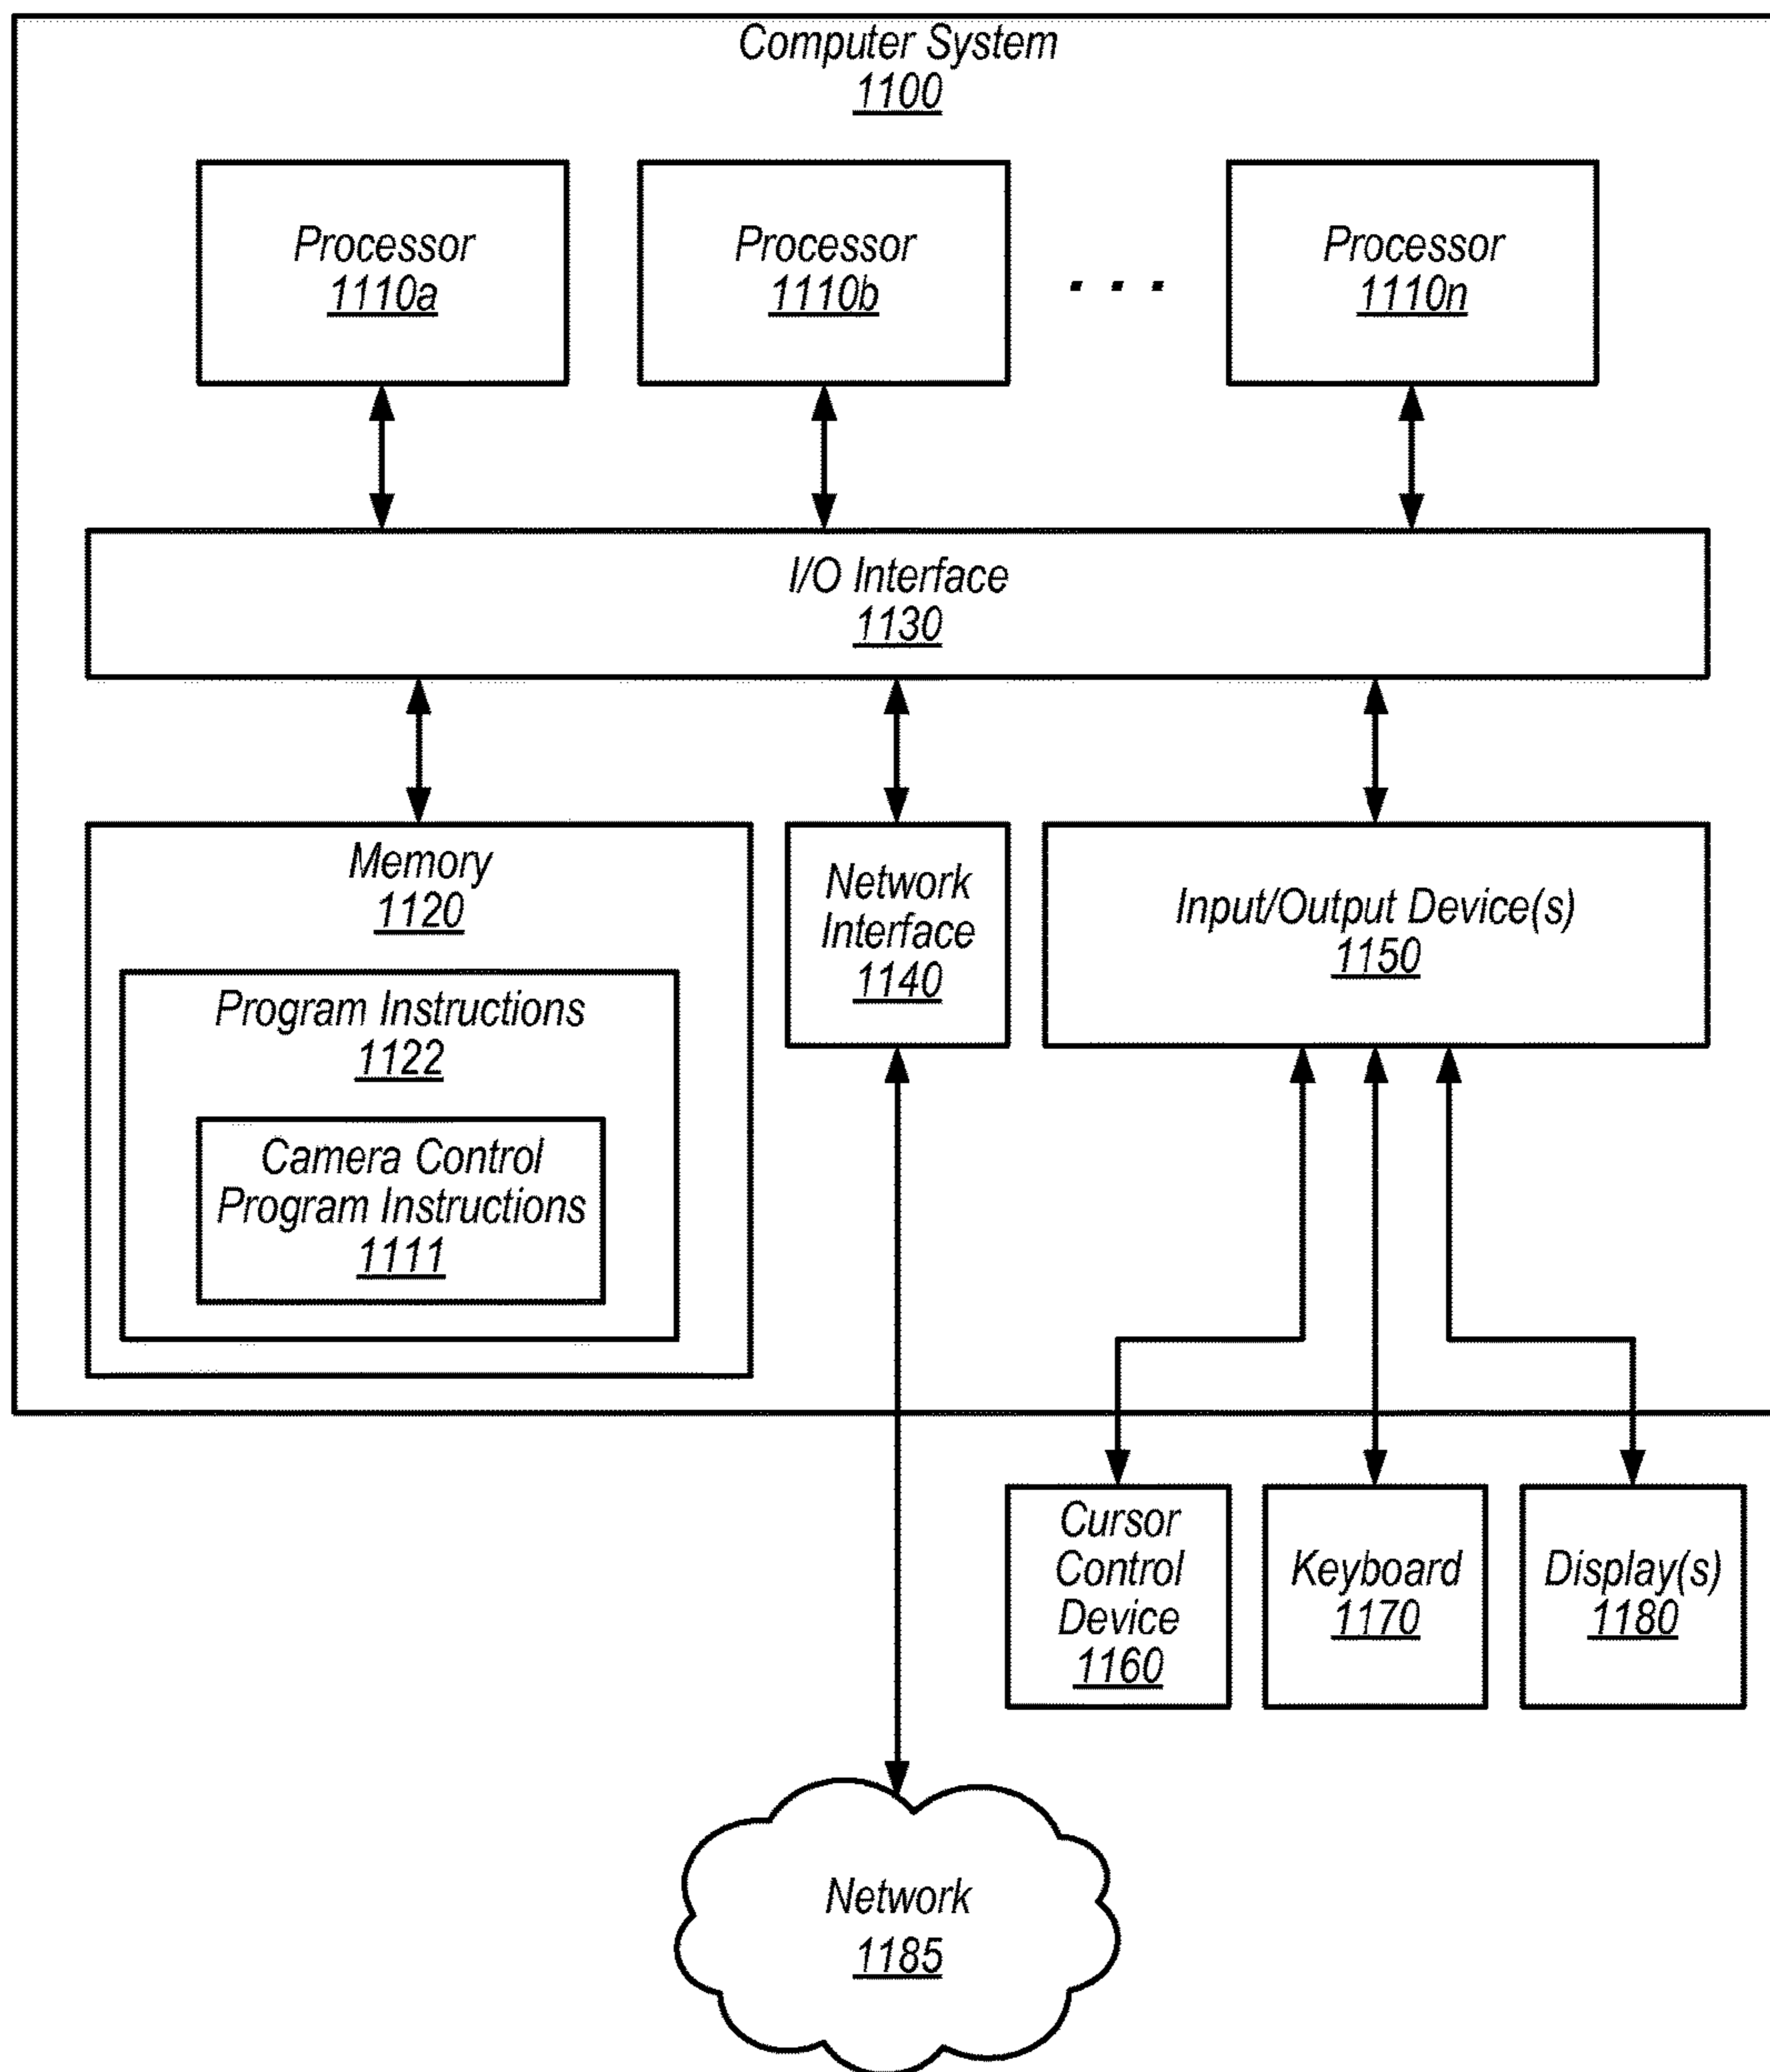 Computer System
1100
Processor
1110a
Processor
1110b
. . .
Processor
1110n
I/O Interface
1130
Memory
1120
Program Instructions
1122
Camera Control
Program Instructions
1111
Network
Interface
1140
Input/Output Device(s)
1150
Cursor
Control
Device
1160
Keyboard
1170
Display(s)
1180
Network
1185